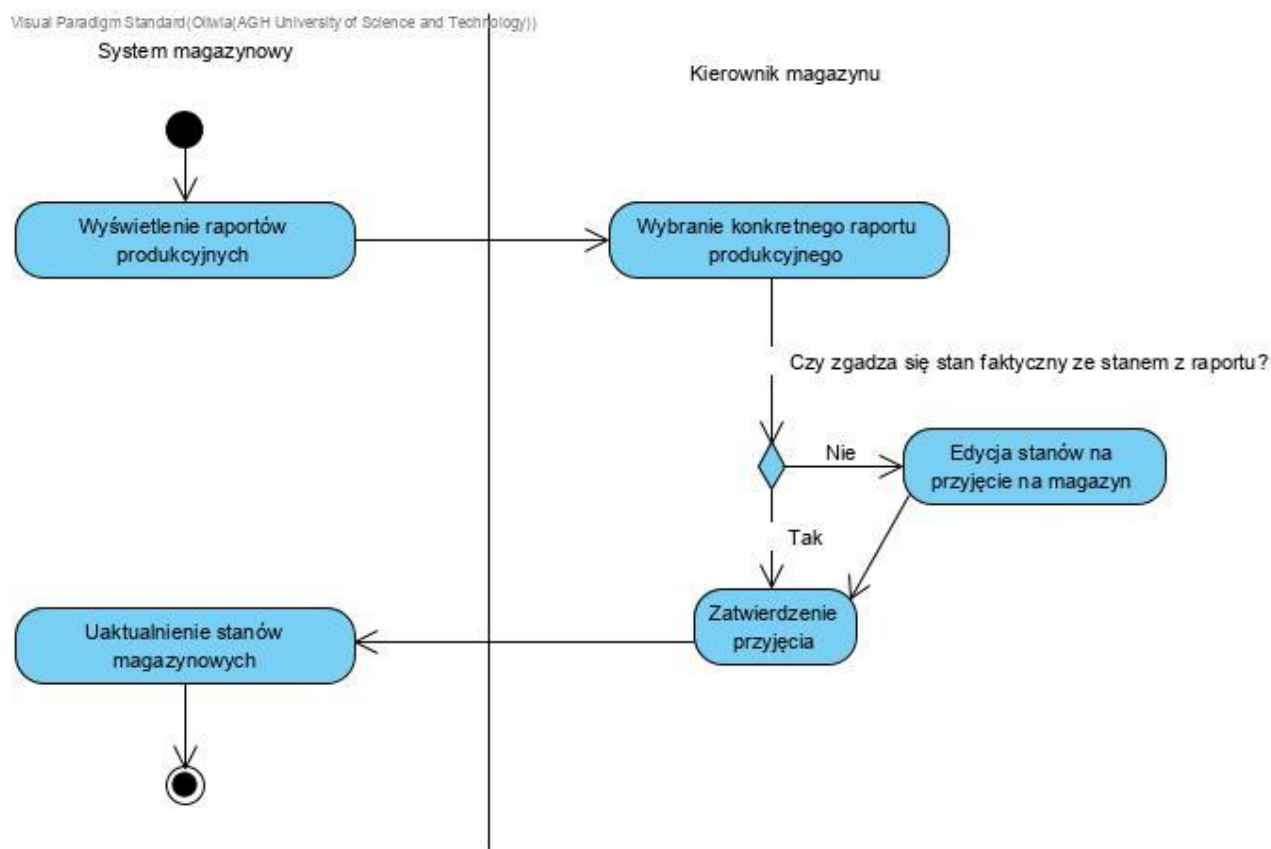 Visual Paradigm Standard(Oliwia(AGH University of Science and Technology))
System magazynowy
Kierownik magazynu
Wyświetlenie raportów
produkcyjnych
Wybranie konkretnego raportu
produkcyjnego
Czy zgadza się stan faktyczny ze stanem z raportu?
Nie
Edycja stanów na
przyjęcie na magazyn
Tak
Zatwierdzenie
przyjęcia
Uaktualnienie stanów
magazynowych